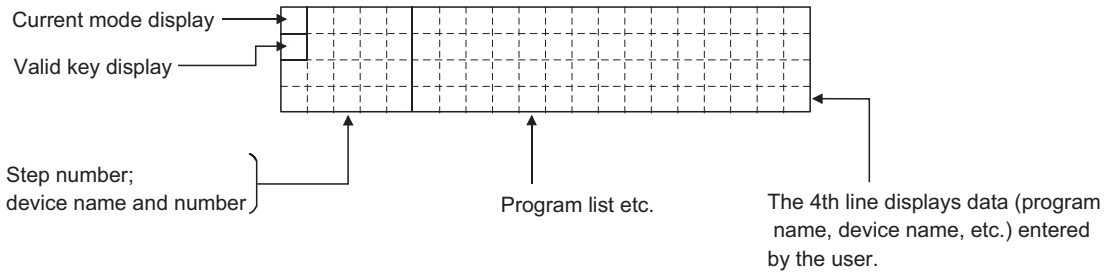 Current mode display
Valid key display
Step number;
device name and number
Program list etc.
The 4th line displays data (program
name, device name, etc.) entered
by the user.